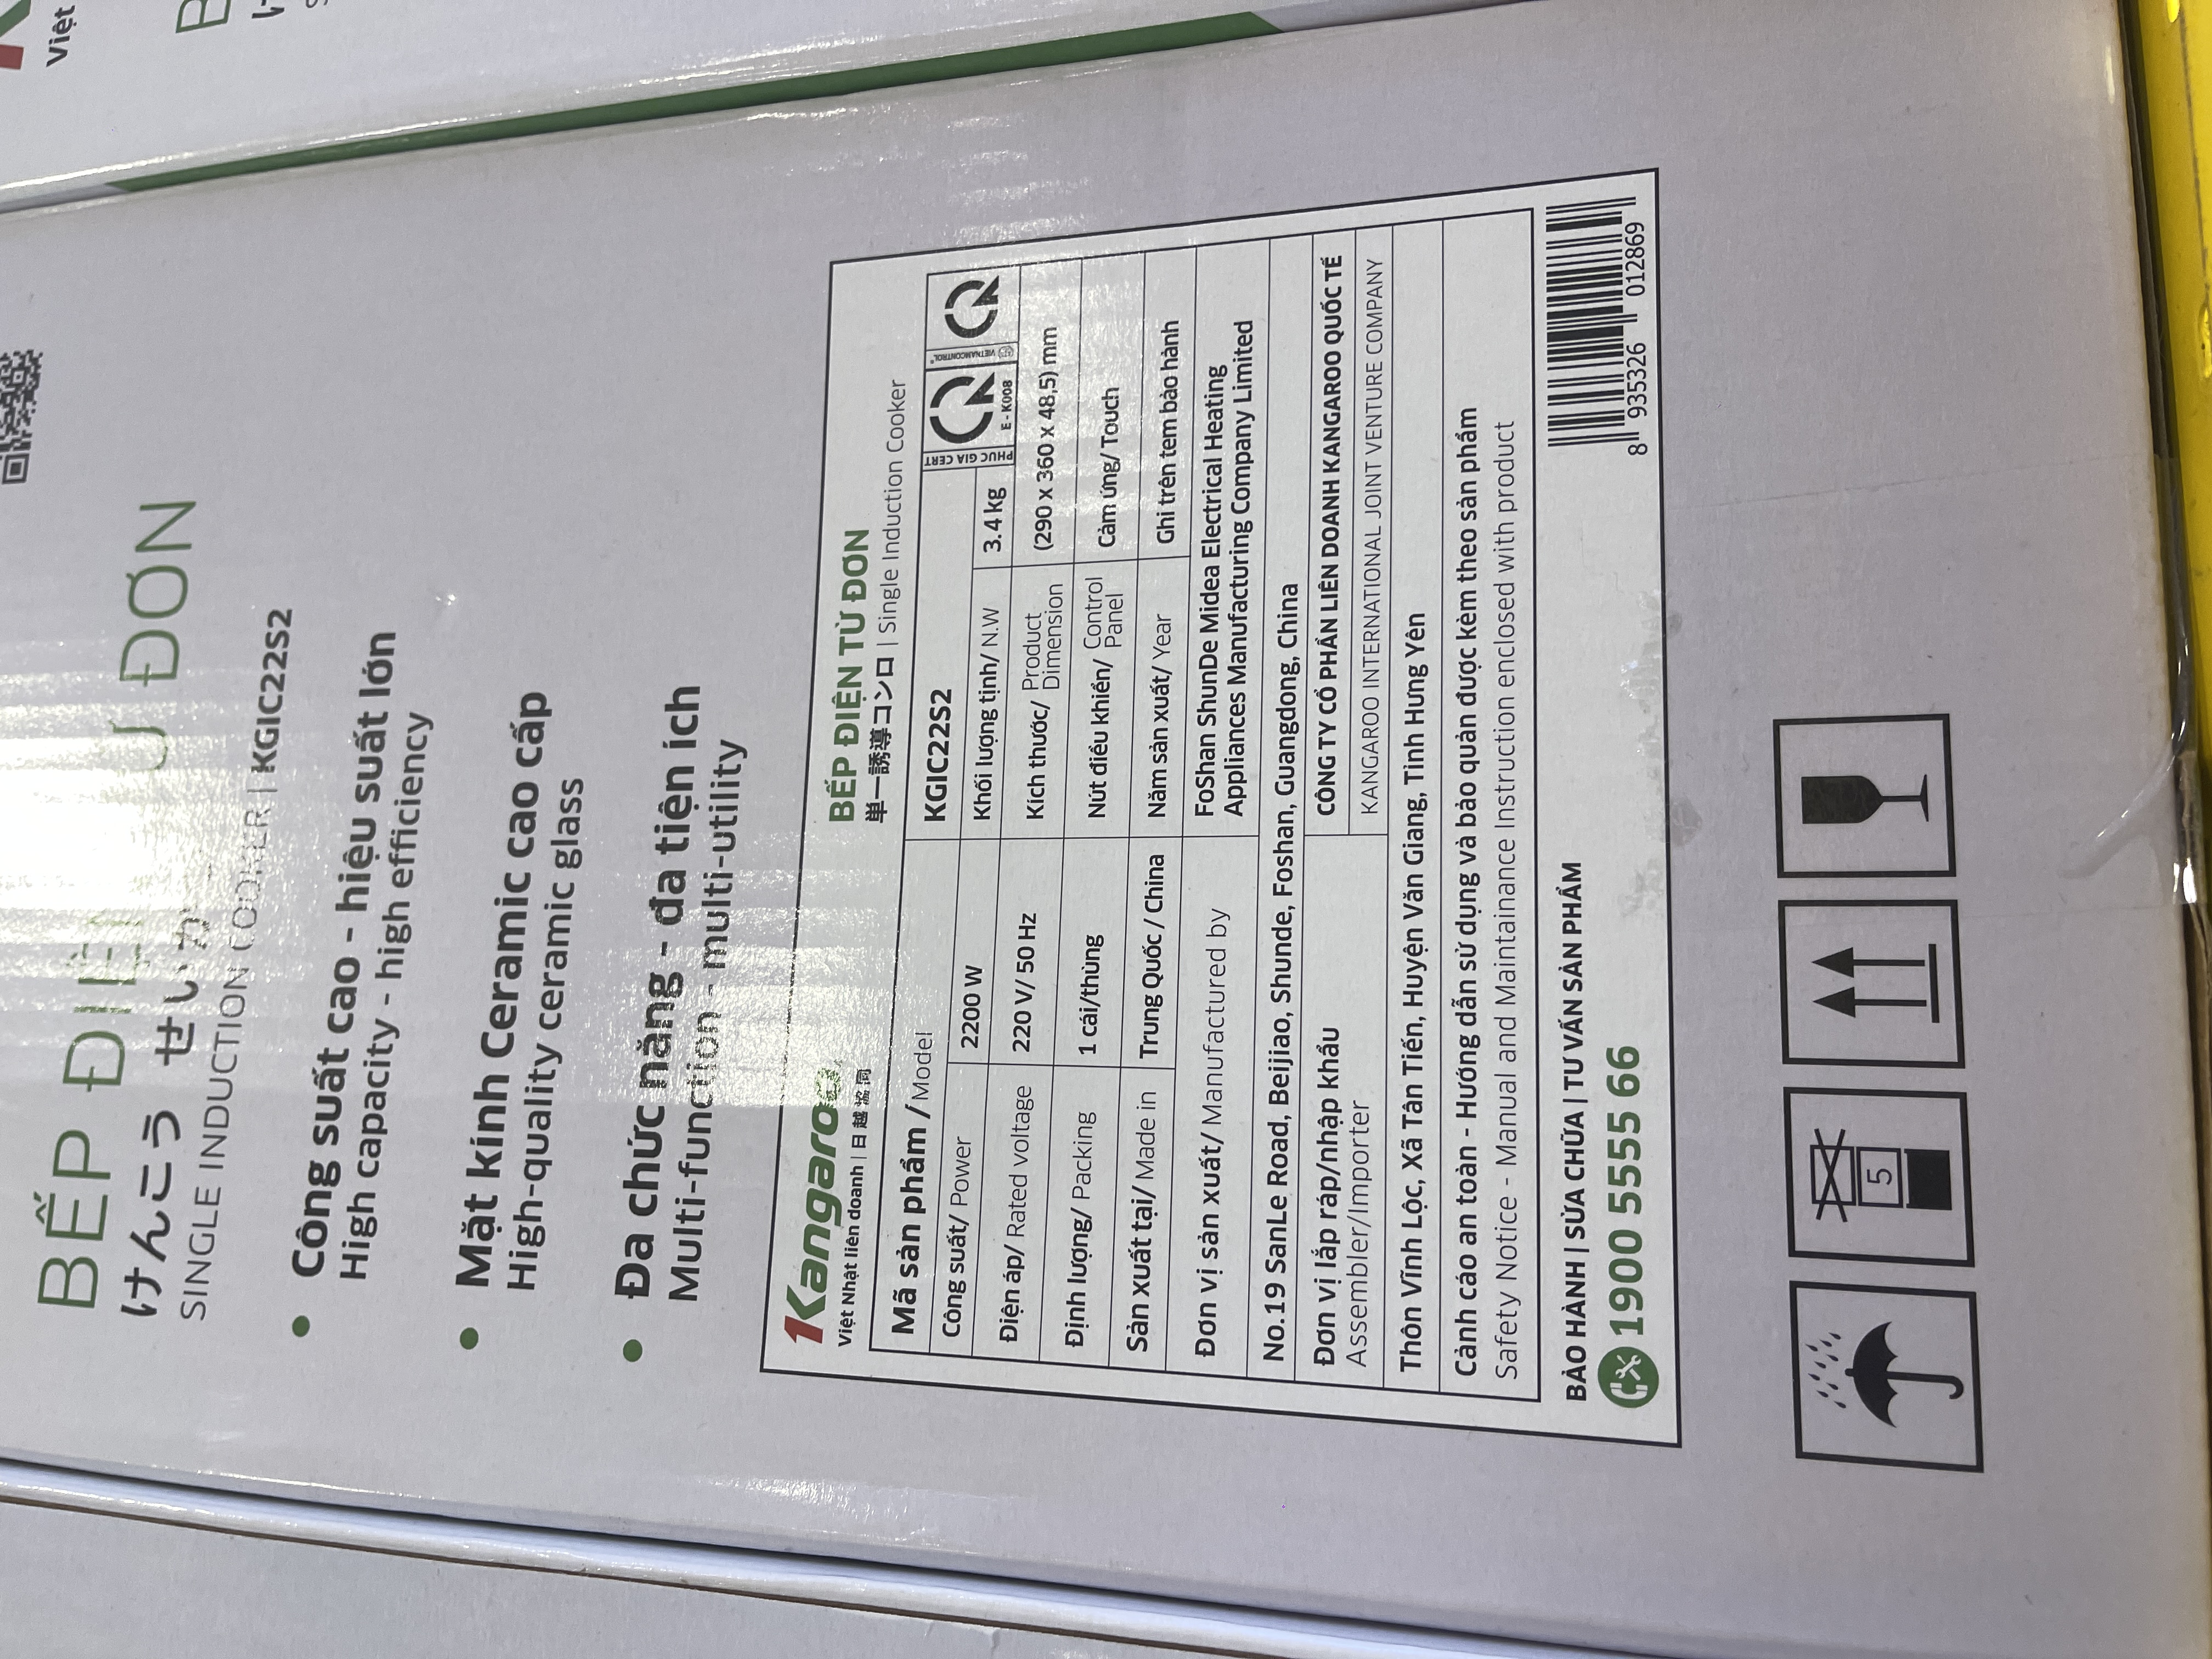 BẾP ĐIỆN TỪ ĐƠN
けんこう せいかつ
SINGLE INDUCTION COOKER | KGIC22S2
Công suất cao - hiệu suất lớn
High capacity - high efficiency
Mặt kính Ceramic cao cấp
High-quality ceramic glass
Đa chức năng - đa tiện ích
Multi-function - multi-utility
Kangaroo
Việt Nhật liên doanh | 日越協同
BẾP ĐIỆN TỪ ĐƠN
単一誘導コンロ | Single Induction Cooker
Mã sản phẩm / Model KGIC22S2
PHUC GIA CERT
E - K008
VIETNAMCONTROL
Công suất/ Power 2200 W Khối lượng tịnh/ N.W 3.4 kg
Điện áp/ Rated voltage 220 V/ 50 Hz Kích thước/ Product Dimension (290 x 360 x 48,5) mm
Định lượng/ Packing 1 cái/thùng Nút điều khiển/ Control Panel Cảm ứng/ Touch
Sản xuất tại/ Made in Trung Quốc / China Năm sản xuất/ Year Ghi trên tem bảo hành
Đơn vị sản xuất/ Manufactured by FoShan ShunDe Midea Electrical Heating
Appliances Manufacturing Company Limited
No.19 SanLe Road, Beijiao, Shunde, Foshan, Guangdong, China
Đơn vị lắp ráp/nhập khẩu CÔNG TY CỔ PHẦN LIÊN DOANH KANGAROO QUỐC TẾ
Assembler/Importer KANGAROO INTERNATIONAL JOINT VENTURE COMPANY
Thôn Vĩnh Lộc, Xã Tân Tiến, Huyện Văn Giang, Tỉnh Hưng Yên
Cảnh cáo an toàn - Hướng dẫn sử dụng và bảo quản được kèm theo sản phẩm
Safety Notice - Manual and Maintainance Instruction enclosed with product
BẢO HÀNH | SỬA CHỮA | TƯ VẤN SẢN PHẨM
1900 5555 66
8 935326 012869
5
Việt